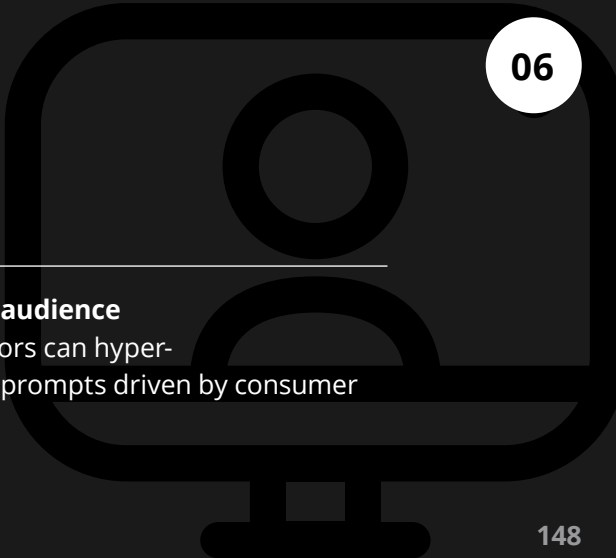 06
audience
ors can hyper-
prompts driven by consumer
148